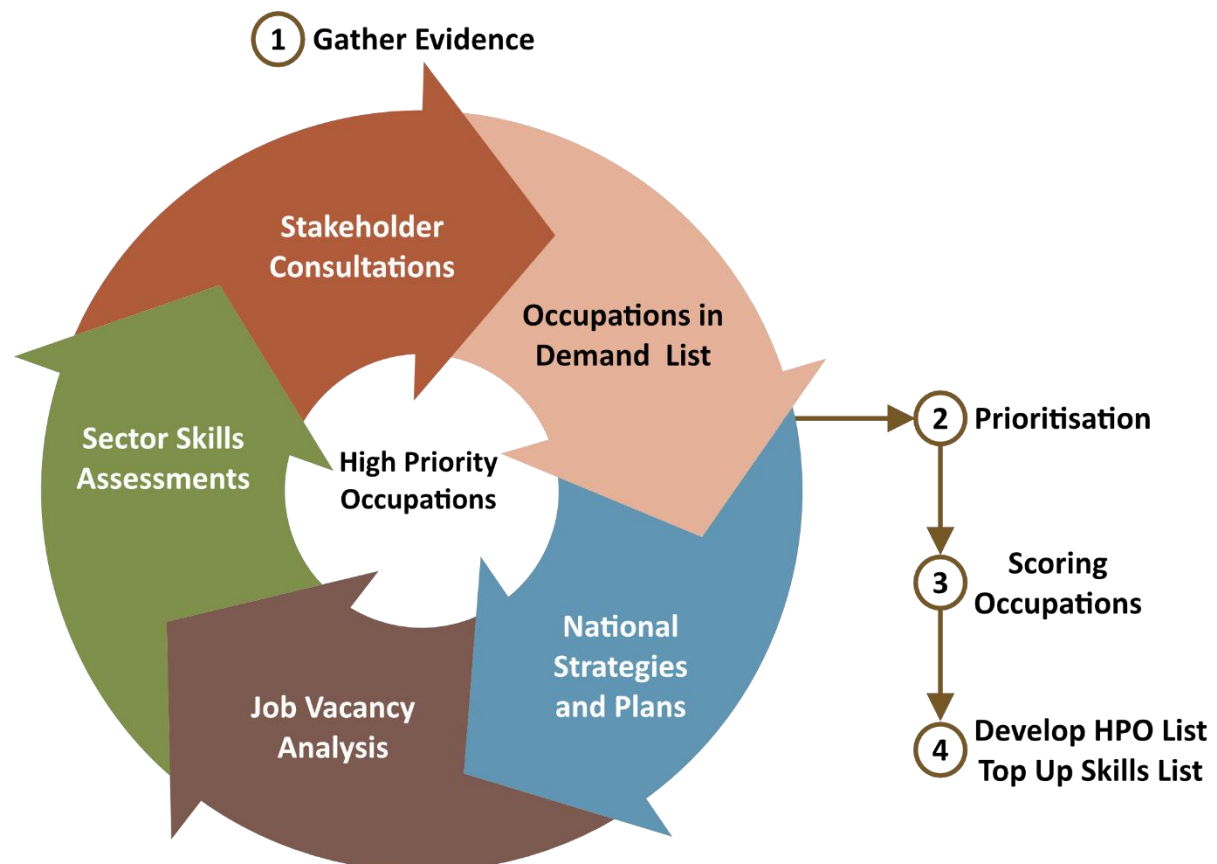 1 Gather Evidence
Stakeholder
Consultations
Occupations in
Demand List
Sector Skills
Assessments
High Priority
Occupations
National
Strategies
and Plans
Job Vacancy
Analysis
2 Prioritisation
3 Scoring
Occupations
4 Develop HPO List
Top Up Skills List